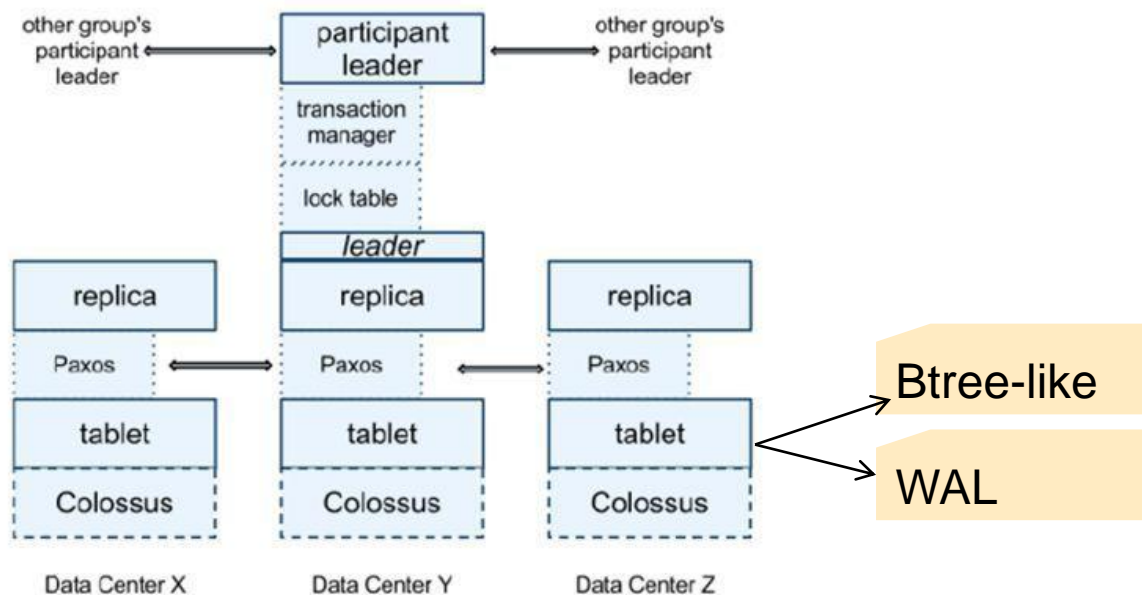 other group's
participant
leader
participant
leader
other group's
participant
leader
transaction
manager
lock table
leader
replica
replica
replica
Paxos
Paxos
Paxos
Btree-like
tablet
tablet
tablet
WAL
Colossus
Colossus
Colossus
Data Center X
Data Center Y
Data Center Z